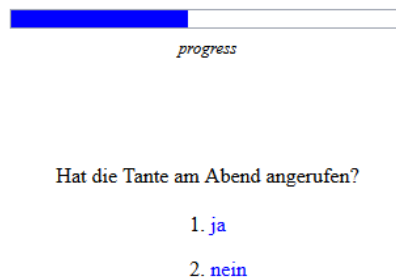 progress
Hat die Tante am Abend angerufen?
1. ja
2. nein